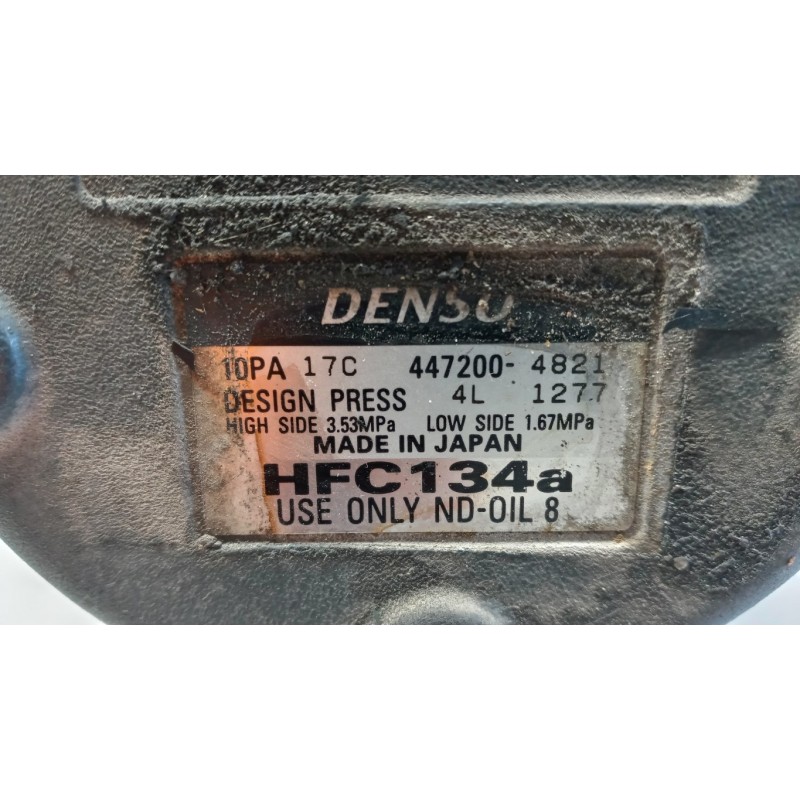 DENSO
10PA 17C 447200- 4821
DESIGN PRESS 4L 1277
HIGH SIDE 3.53MPa LOW SIDE 1.67MPa
MADE IN JAPAN
HFC134a
USE ONLY ND-OIL 8